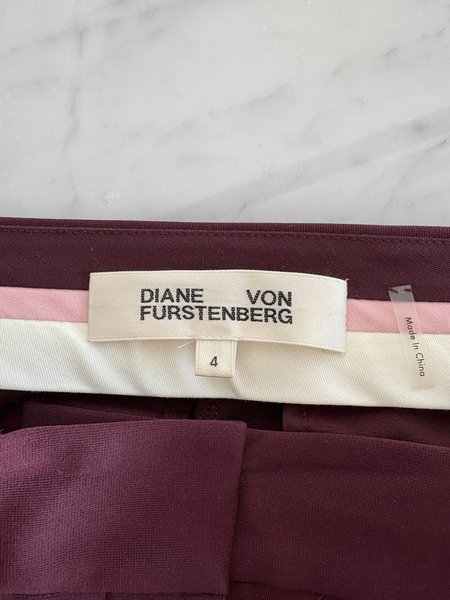 DIANE VON
FURSTENBERG
4
Made In China